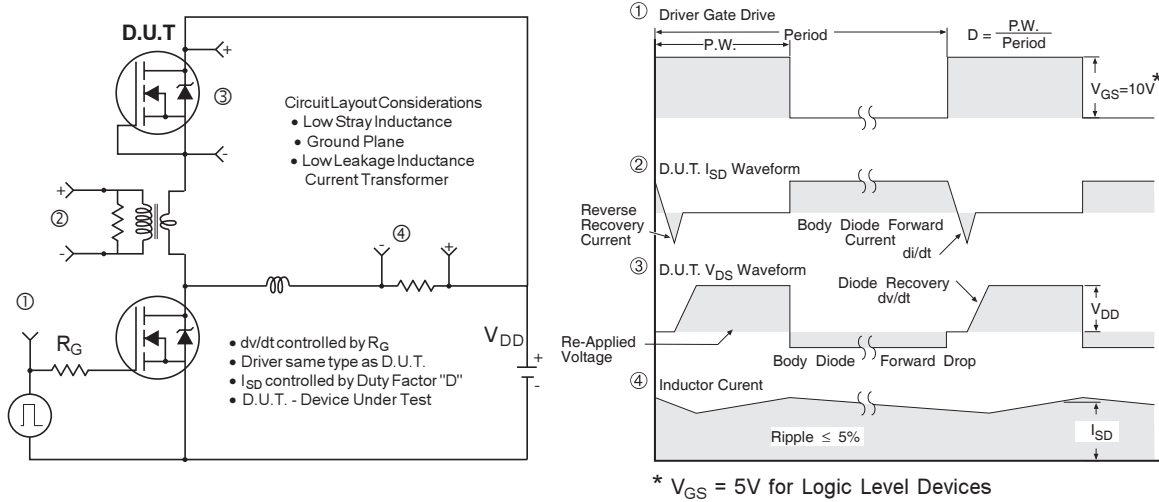 D.U.T
+
③
-
Circuit Layout Considerations
• Low Stray Inductance
• Ground Plane
• Low Leakage Inductance
Current Transformer
+
②
-
④
-
+
①
R_G
• dv/dt controlled by R_G
• Driver same type as D.U.T.
• I_SD controlled by Duty Factor "D"
• D.U.T. - Device Under Test
V_DD
+
-
① Driver Gate Drive
P.W.
Period
D = P.W. / Period
V_GS=10V*
② D.U.T. I_SD Waveform
Reverse
Recovery
Current
Body Diode Forward
Current
di/dt
③ D.U.T. V_DS Waveform
Diode Recovery
dv/dt
V_DD
Re-Applied
Voltage
Body Diode Forward Drop
④ Inductor Curent
Ripple ≤ 5%
I_SD
* V_GS = 5V for Logic Level Devices